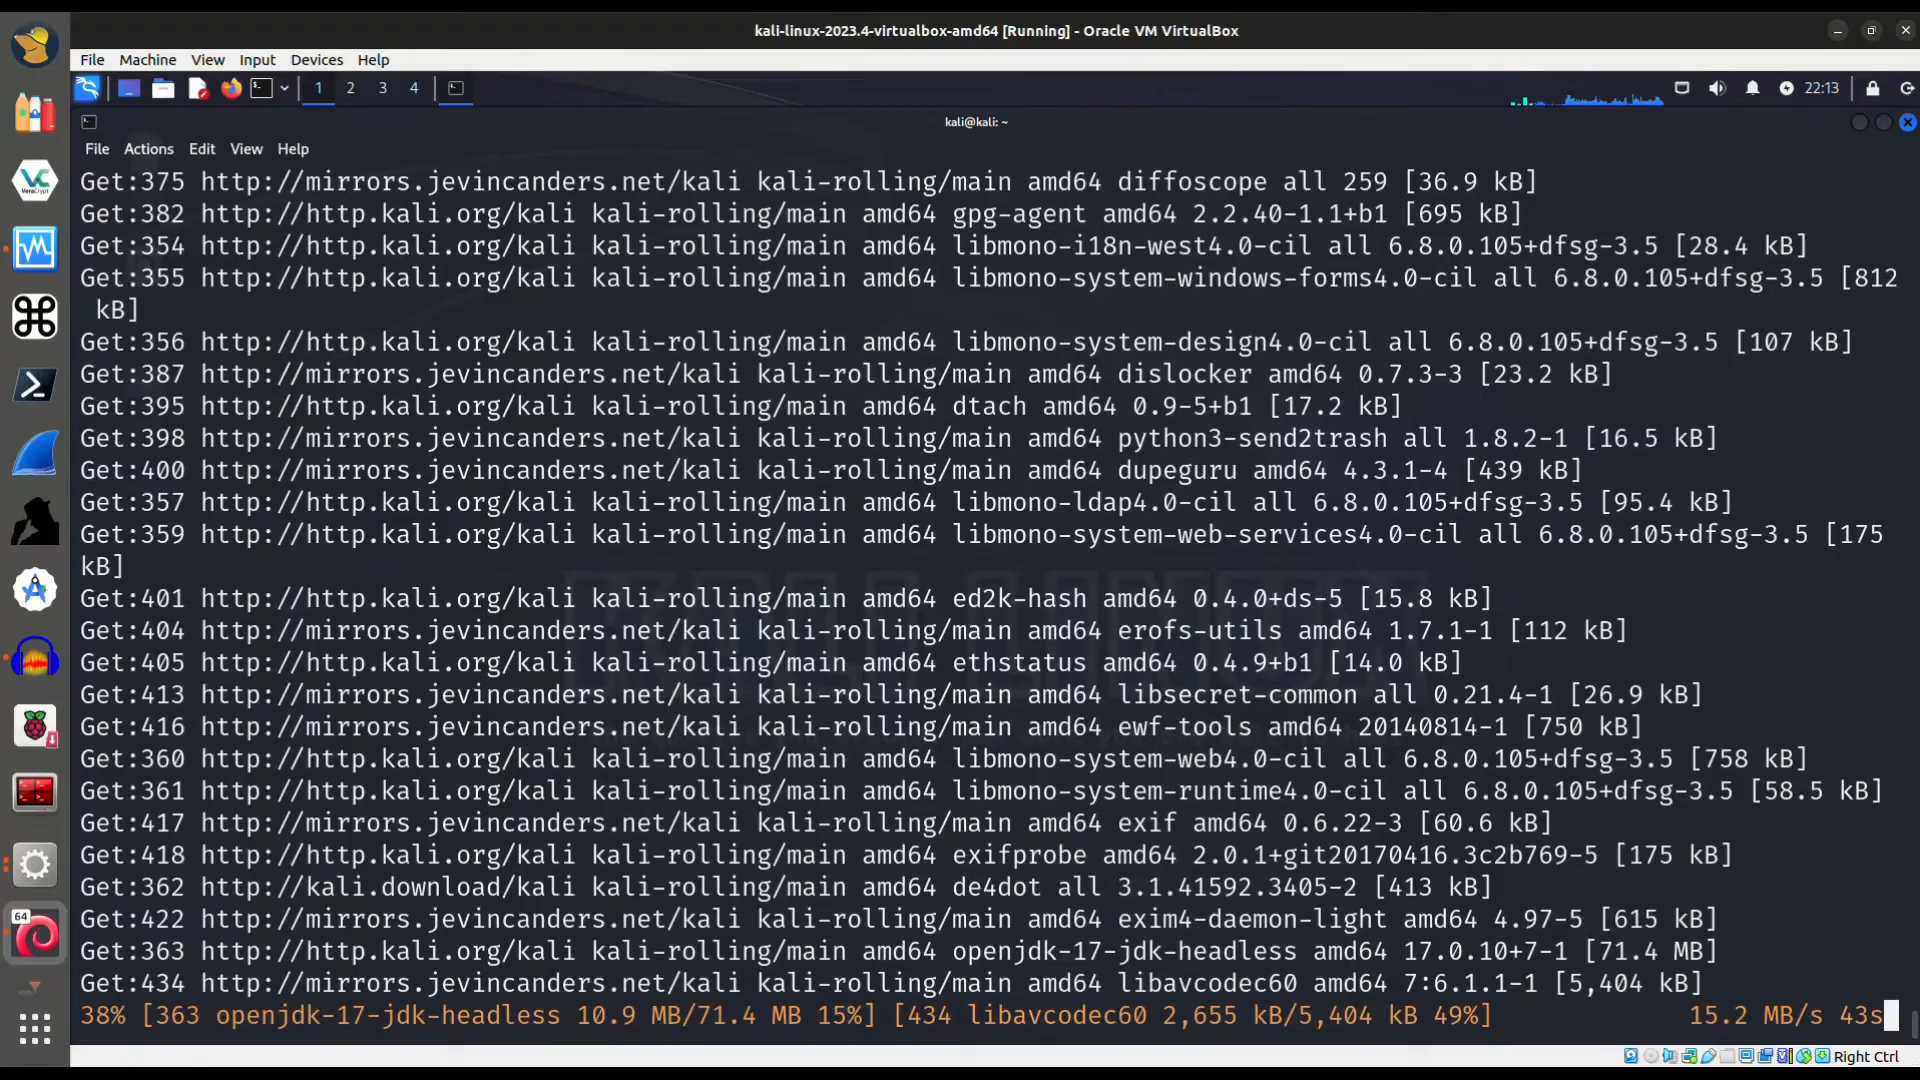 kali-linux-2023.4-virtualbox-amd64 [Running] - Oracle VM VirtualBox
File Machine View Input Devices Help
1 2 3 4 22:13
kali@kali: ~
File Actions Edit View Help
Get:375 http://mirrors.jevincanders.net/kali kali-rolling/main amd64 diffoscope all 259 [36.9 kB]
Get:382 http://http.kali.org/kali kali-rolling/main amd64 gpg-agent amd64 2.2.40-1.1+b1 [695 kB]
Get:354 http://http.kali.org/kali kali-rolling/main amd64 libmono-i18n-west4.0-cil all 6.8.0.105+dfsg-3.5 [28.4 kB]
Get:355 http://http.kali.org/kali kali-rolling/main amd64 libmono-system-windows-forms4.0-cil all 6.8.0.105+dfsg-3.5 [812
kB]
Get:356 http://http.kali.org/kali kali-rolling/main amd64 libmono-system-design4.0-cil all 6.8.0.105+dfsg-3.5 [107 kB]
Get:387 http://mirrors.jevincanders.net/kali kali-rolling/main amd64 dislocker amd64 0.7.3-3 [23.2 kB]
Get:395 http://http.kali.org/kali kali-rolling/main amd64 dtach amd64 0.9-5+b1 [17.2 kB]
Get:398 http://mirrors.jevincanders.net/kali kali-rolling/main amd64 python3-send2trash all 1.8.2-1 [16.5 kB]
Get:400 http://mirrors.jevincanders.net/kali kali-rolling/main amd64 dupeguru amd64 4.3.1-4 [439 kB]
Get:357 http://http.kali.org/kali kali-rolling/main amd64 libmono-ldap4.0-cil all 6.8.0.105+dfsg-3.5 [95.4 kB]
Get:359 http://http.kali.org/kali kali-rolling/main amd64 libmono-system-web-services4.0-cil all 6.8.0.105+dfsg-3.5 [175
kB]
Get:401 http://http.kali.org/kali kali-rolling/main amd64 ed2k-hash amd64 0.4.0+ds-5 [15.8 kB]
Get:404 http://mirrors.jevincanders.net/kali kali-rolling/main amd64 erofs-utils amd64 1.7.1-1 [112 kB]
Get:405 http://http.kali.org/kali kali-rolling/main amd64 ethstatus amd64 0.4.9+b1 [14.0 kB]
Get:413 http://mirrors.jevincanders.net/kali kali-rolling/main amd64 libsecret-common all 0.21.4-1 [26.9 kB]
Get:416 http://mirrors.jevincanders.net/kali kali-rolling/main amd64 ewf-tools amd64 20140814-1 [750 kB]
Get:360 http://http.kali.org/kali kali-rolling/main amd64 libmono-system-web4.0-cil all 6.8.0.105+dfsg-3.5 [758 kB]
Get:361 http://http.kali.org/kali kali-rolling/main amd64 libmono-system-runtime4.0-cil all 6.8.0.105+dfsg-3.5 [58.5 kB]
Get:417 http://mirrors.jevincanders.net/kali kali-rolling/main amd64 exif amd64 0.6.22-3 [60.6 kB]
Get:418 http://http.kali.org/kali kali-rolling/main amd64 exifprobe amd64 2.0.1+git20170416.3c2b769-5 [175 kB]
Get:362 http://kali.download/kali kali-rolling/main amd64 de4dot all 3.1.41592.3405-2 [413 kB]
Get:422 http://mirrors.jevincanders.net/kali kali-rolling/main amd64 exim4-daemon-light amd64 4.97-5 [615 kB]
Get:363 http://http.kali.org/kali kali-rolling/main amd64 openjdk-17-jdk-headless amd64 17.0.10+7-1 [71.4 MB]
Get:434 http://mirrors.jevincanders.net/kali kali-rolling/main amd64 libavcodec60 amd64 7:6.1.1-1 [5,404 kB]
38% [363 openjdk-17-jdk-headless 10.9 MB/71.4 MB 15%] [434 libavcodec60 2,655 kB/5,404 kB 49%] 15.2 MB/s 43s
VC
VeraCrypt
64
Right Ctrl